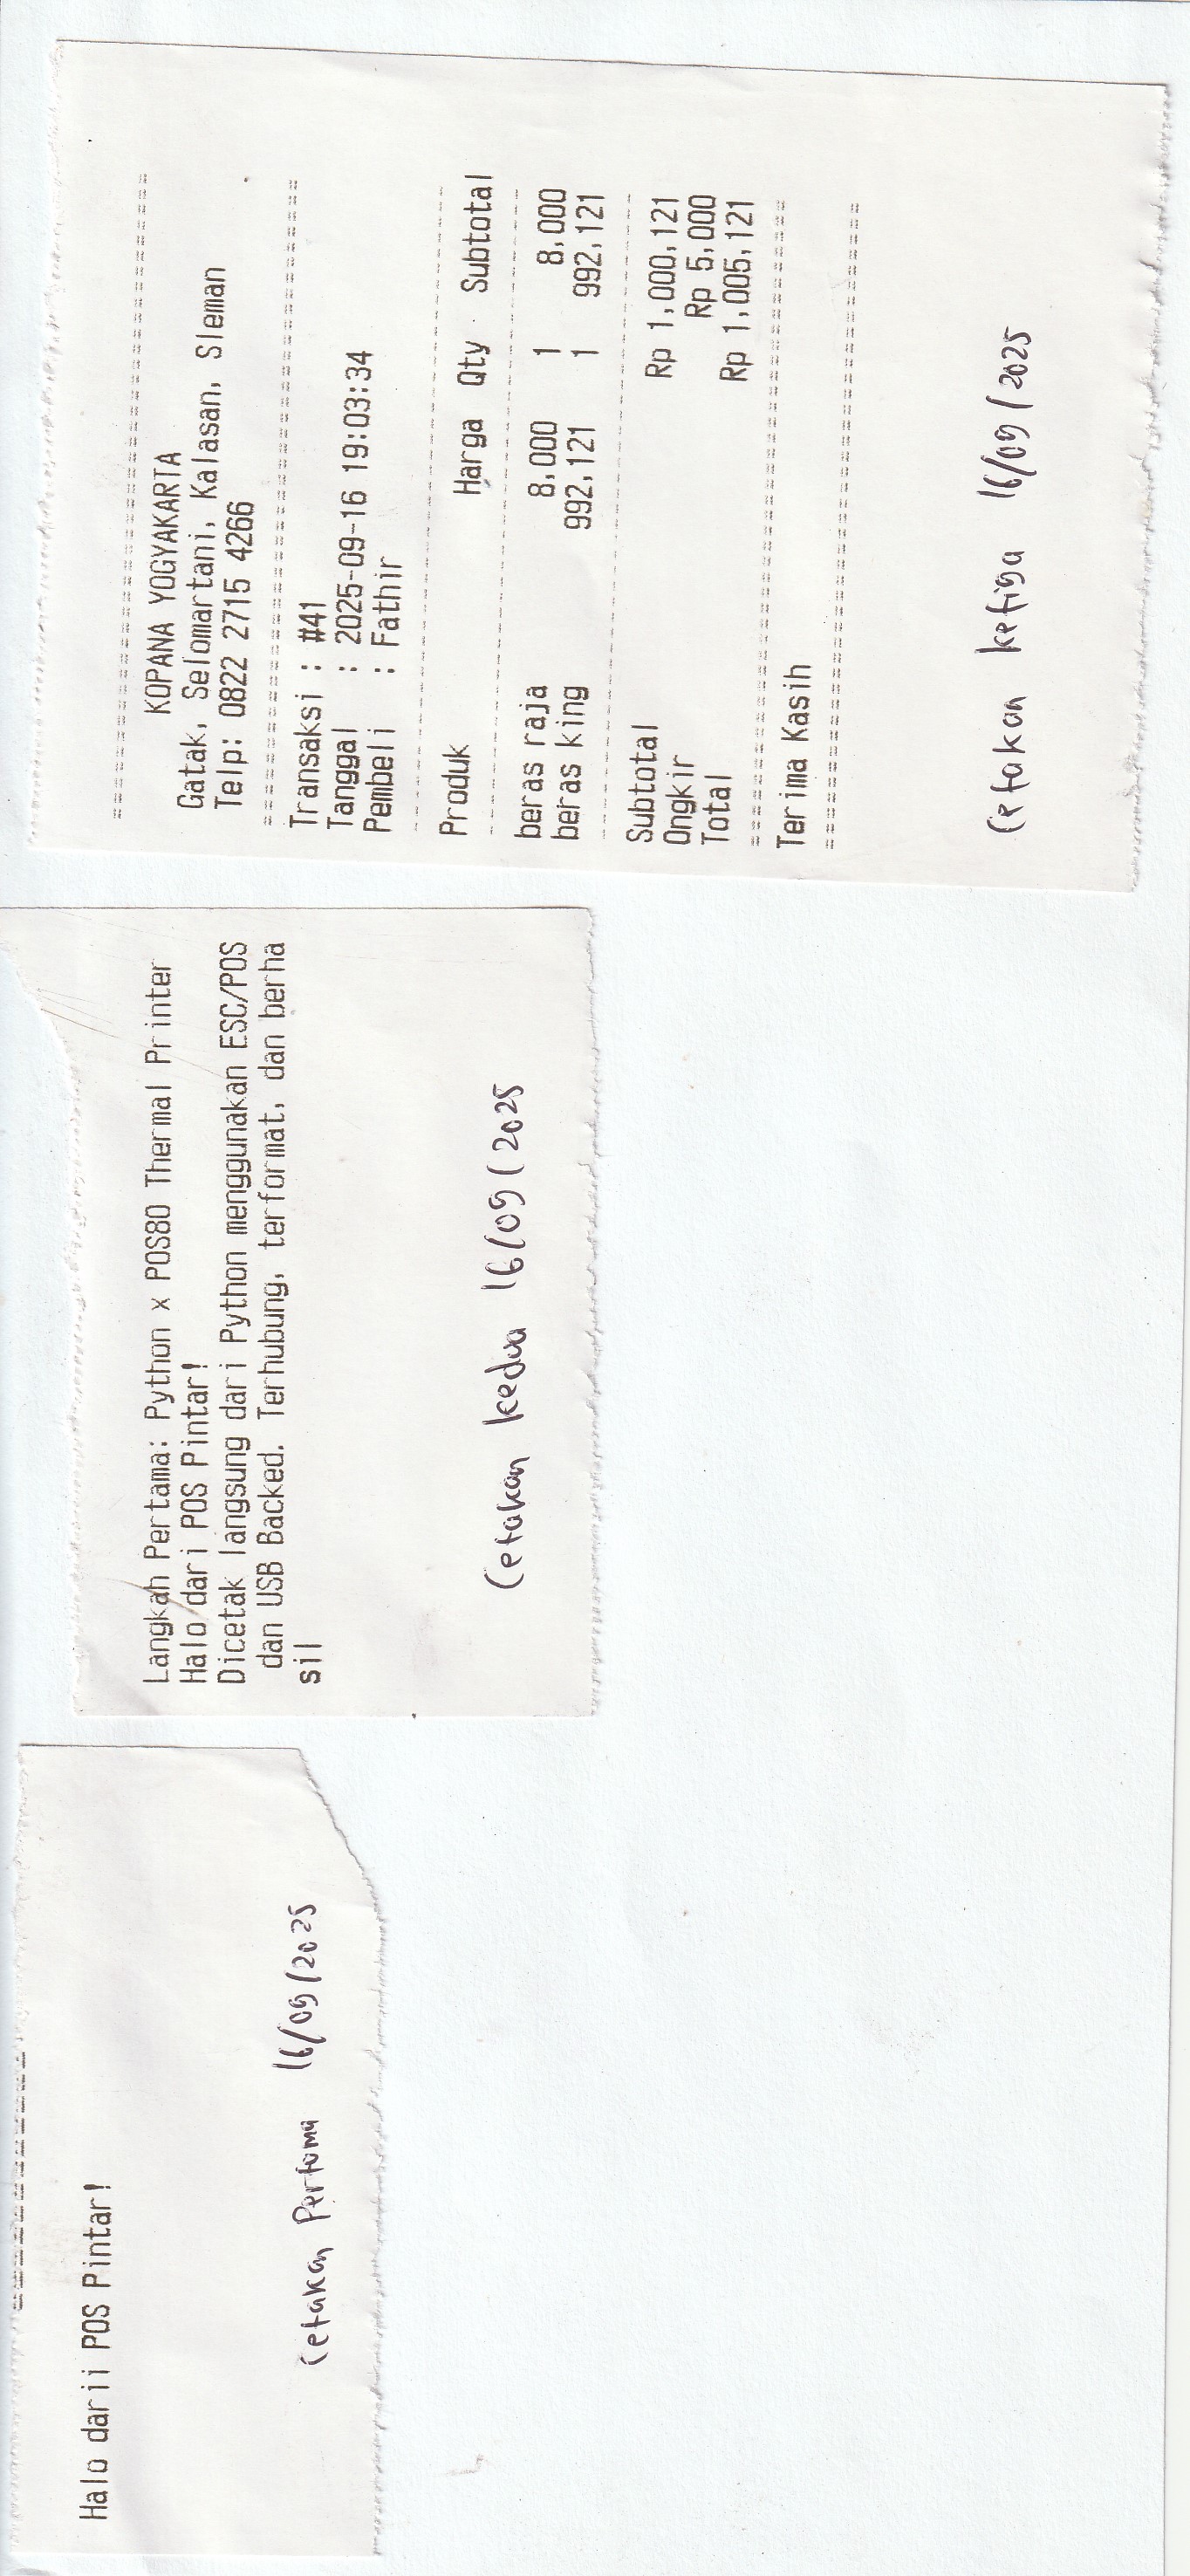 Halo darii POS Pintar!
Cetakan Pertama 16/09/2025
Langkah Pertama: Python x POS80 Thermal Printer
Halo dari POS Pintar!
Dicetak langsung dari Python menggunakan ESC/POS
dan USB Backed. Terhubung, terformat, dan berha
sil
Cetakan kedua 16/09/2025
================================================
KOPANA YOGYAKARTA
Gatak, Selomartani, Kalasan, Sleman
Telp: 0822 2715 4266
================================================
Transaksi : #41
Tanggal : 2025-09-16 19:03:34
Pembeli : Fathir
------------------------------------------------
Produk Harga Qty Subtotal
------------------------------------------------
beras raja 8,000 1 8,000
beras king 992,121 1 992,121
------------------------------------------------
Subtotal Rp 1,000,121
Ongkir Rp 5,000
Total Rp 1,005,121
================================================
Terima Kasih
================================================
Cetakan ketiga 16/09/2025